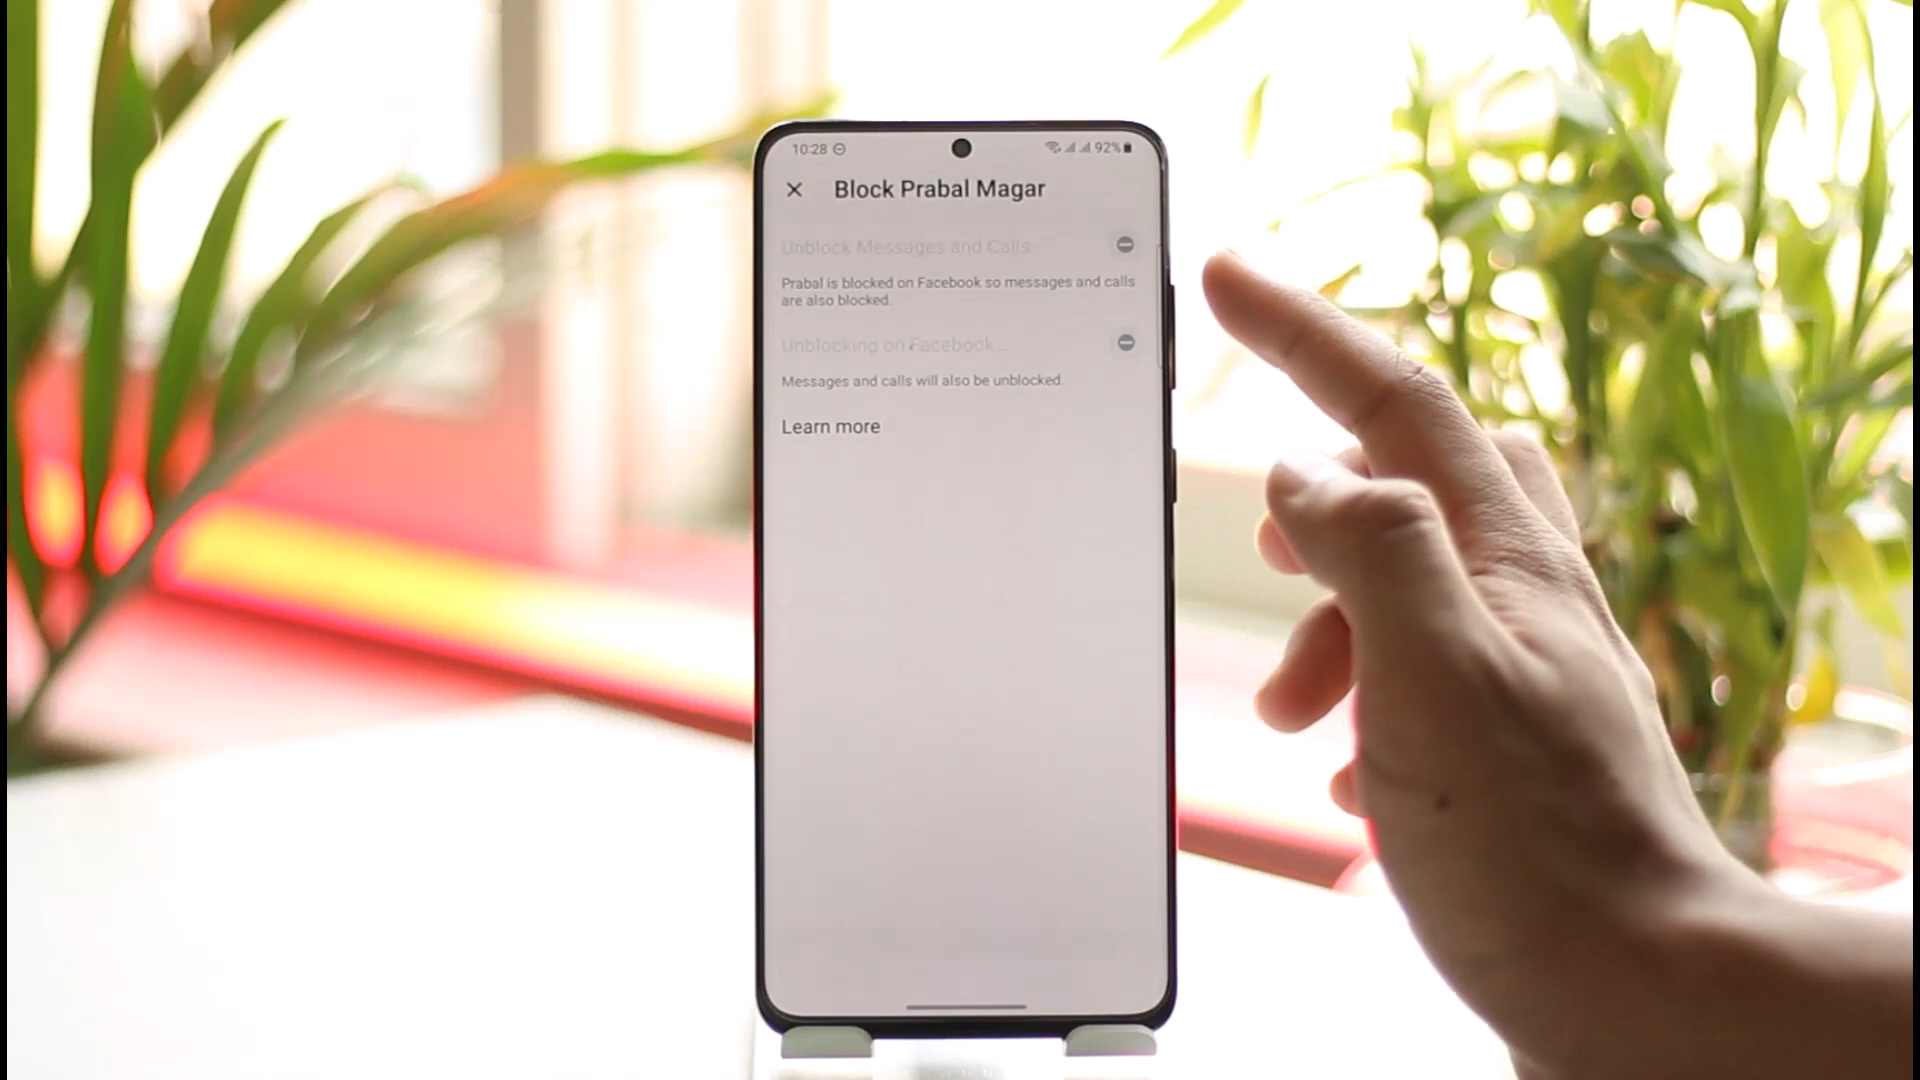 10:28 92%
Block Prabal Magar
Unblock Messages and Calls
Prabal is blocked on Facebook so messages and calls
are also blocked.
Unblocking on Facebook...
Messages and calls will also be unblocked.
Learn more